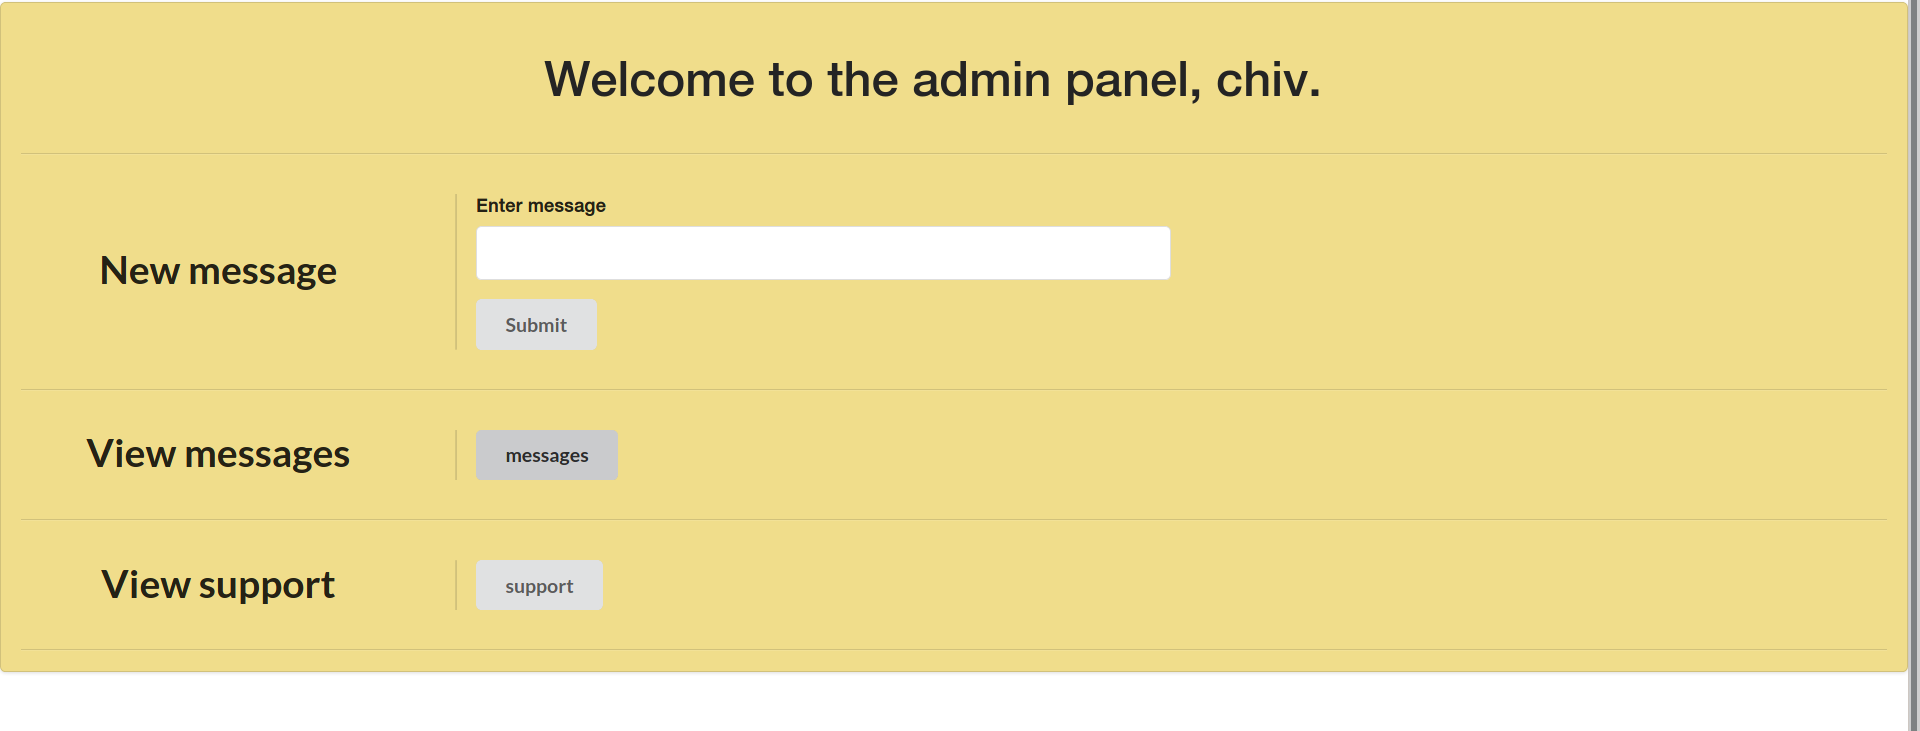 Welcome to the admin panel, chiv.
Enter message
New message
Submit
View messages
messages
View support
support